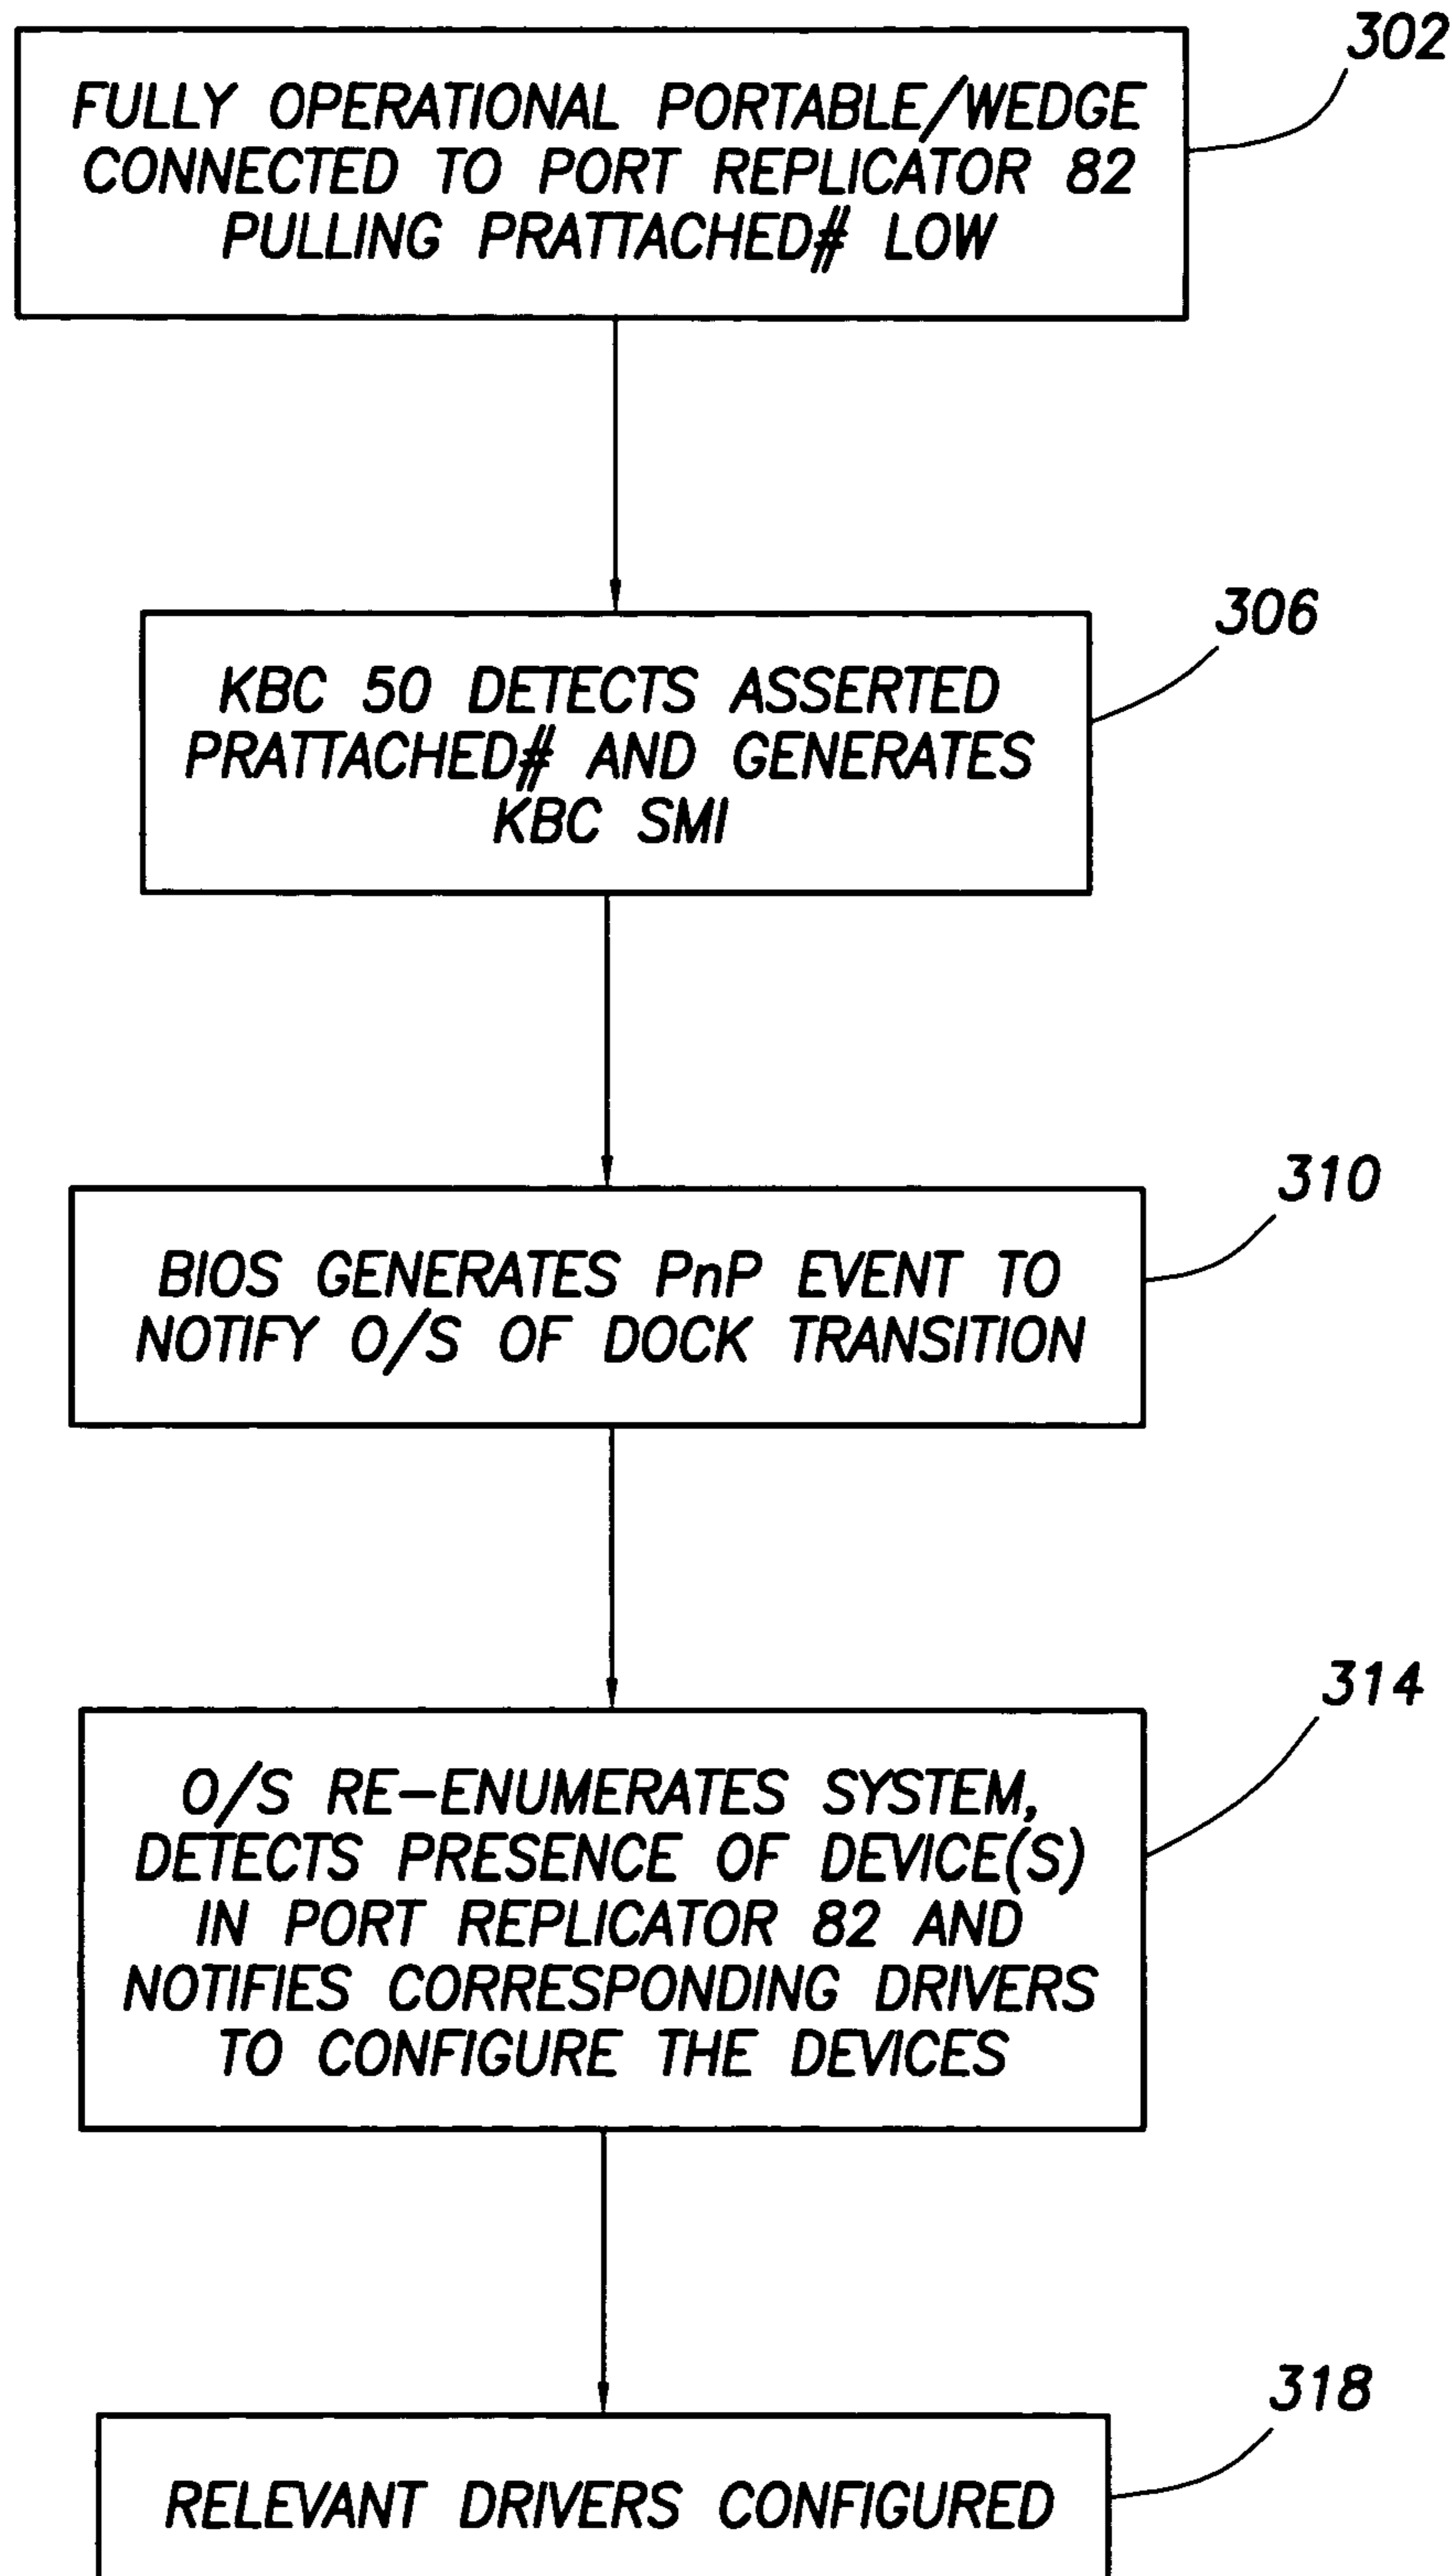 302
FULLY OPERATIONAL PORTABLE/WEDGE
CONNECTED TO PORT REPLICATOR 82
PULLING PRATTACHED# LOW
306
KBC 50 DETECTS ASSERTED
PRATTACHED# AND GENERATES
KBC SMI
310
BIOS GENERATES PnP EVENT TO
NOTIFY O/S OF DOCK TRANSITION
314
O/S RE-ENUMERATES SYSTEM,
DETECTS PRESENCE OF DEVICE(S)
IN PORT REPLICATOR 82 AND
NOTIFIES CORRESPONDING DRIVERS
TO CONFIGURE THE DEVICES
318
RELEVANT DRIVERS CONFIGURED